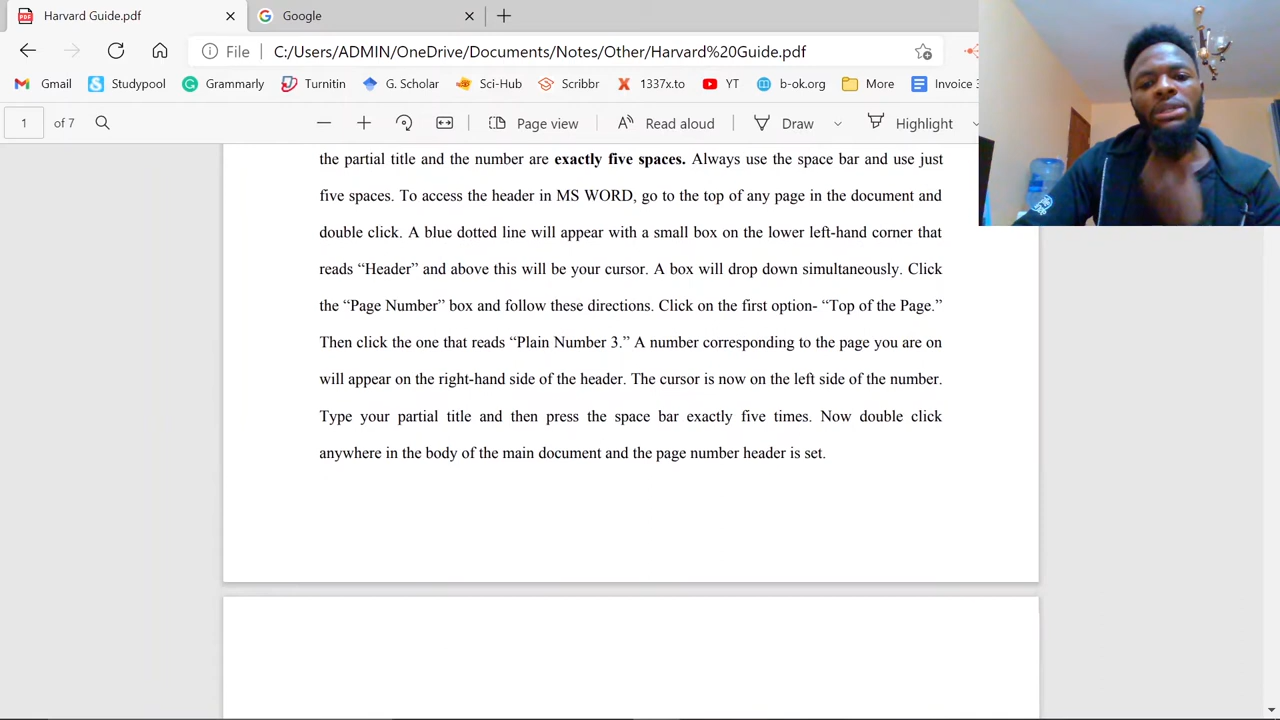 Harvard Guide.pdf
Google
File
C:/Users/ADMIN/OneDrive/Documents/Notes/Other/Harvard%20Guide.pdf
Gmail
Studypool
Grammarly
Turnitin
G. Scholar
Sci-Hub
Scribbr
1337x.to
YT
b-ok.org
More
Invoice
1
of 7
Page view
Read aloud
Draw
Highlight
the partial title and the number are exactly five spaces. Always use the space bar and use just
five spaces. To access the header in MS WORD, go to the top of any page in the document and
double click. A blue dotted line will appear with a small box on the lower left-hand corner that
reads “Header” and above this will be your cursor. A box will drop down simultaneously. Click
the “Page Number” box and follow these directions. Click on the first option- “Top of the Page.”
Then click the one that reads “Plain Number 3.” A number corresponding to the page you are on
will appear on the right-hand side of the header. The cursor is now on the left side of the number.
Type your partial title and then press the space bar exactly five times. Now double click
anywhere in the body of the main document and the page number header is set.